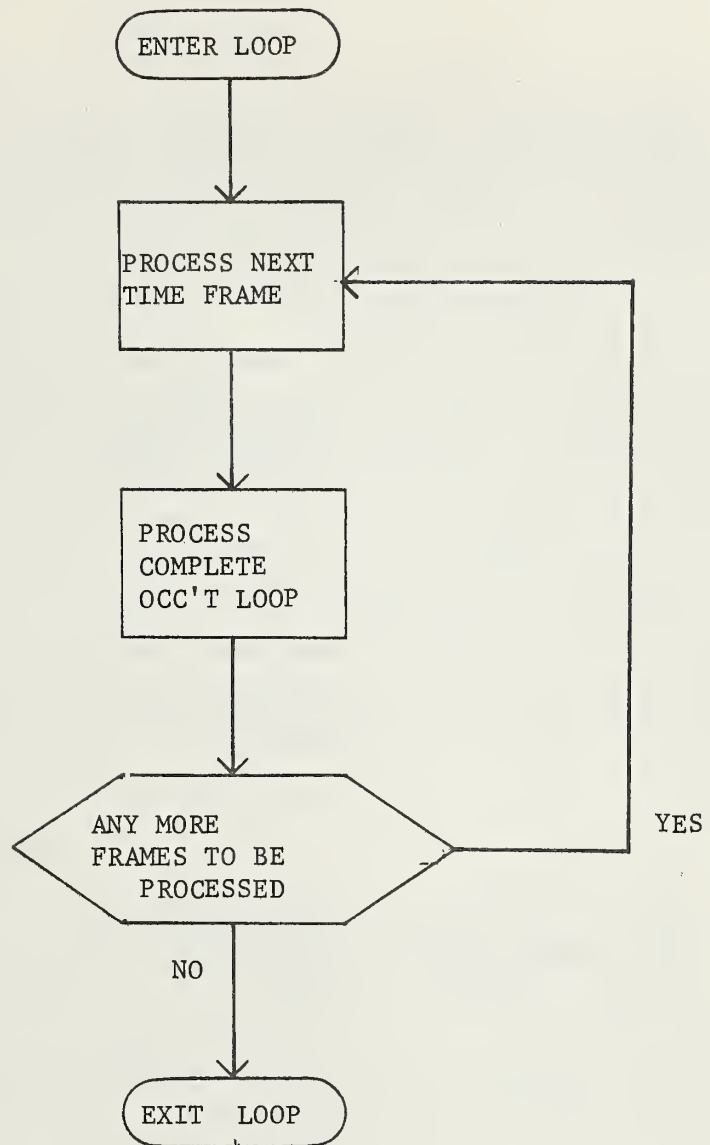 ENTER LOOP
PROCESS NEXT
TIME FRAME
PROCESS
COMPLETE
OCC'T LOOP
ANY MORE
FRAMES TO BE
PROCESSED
YES
NO
EXIT LOOP